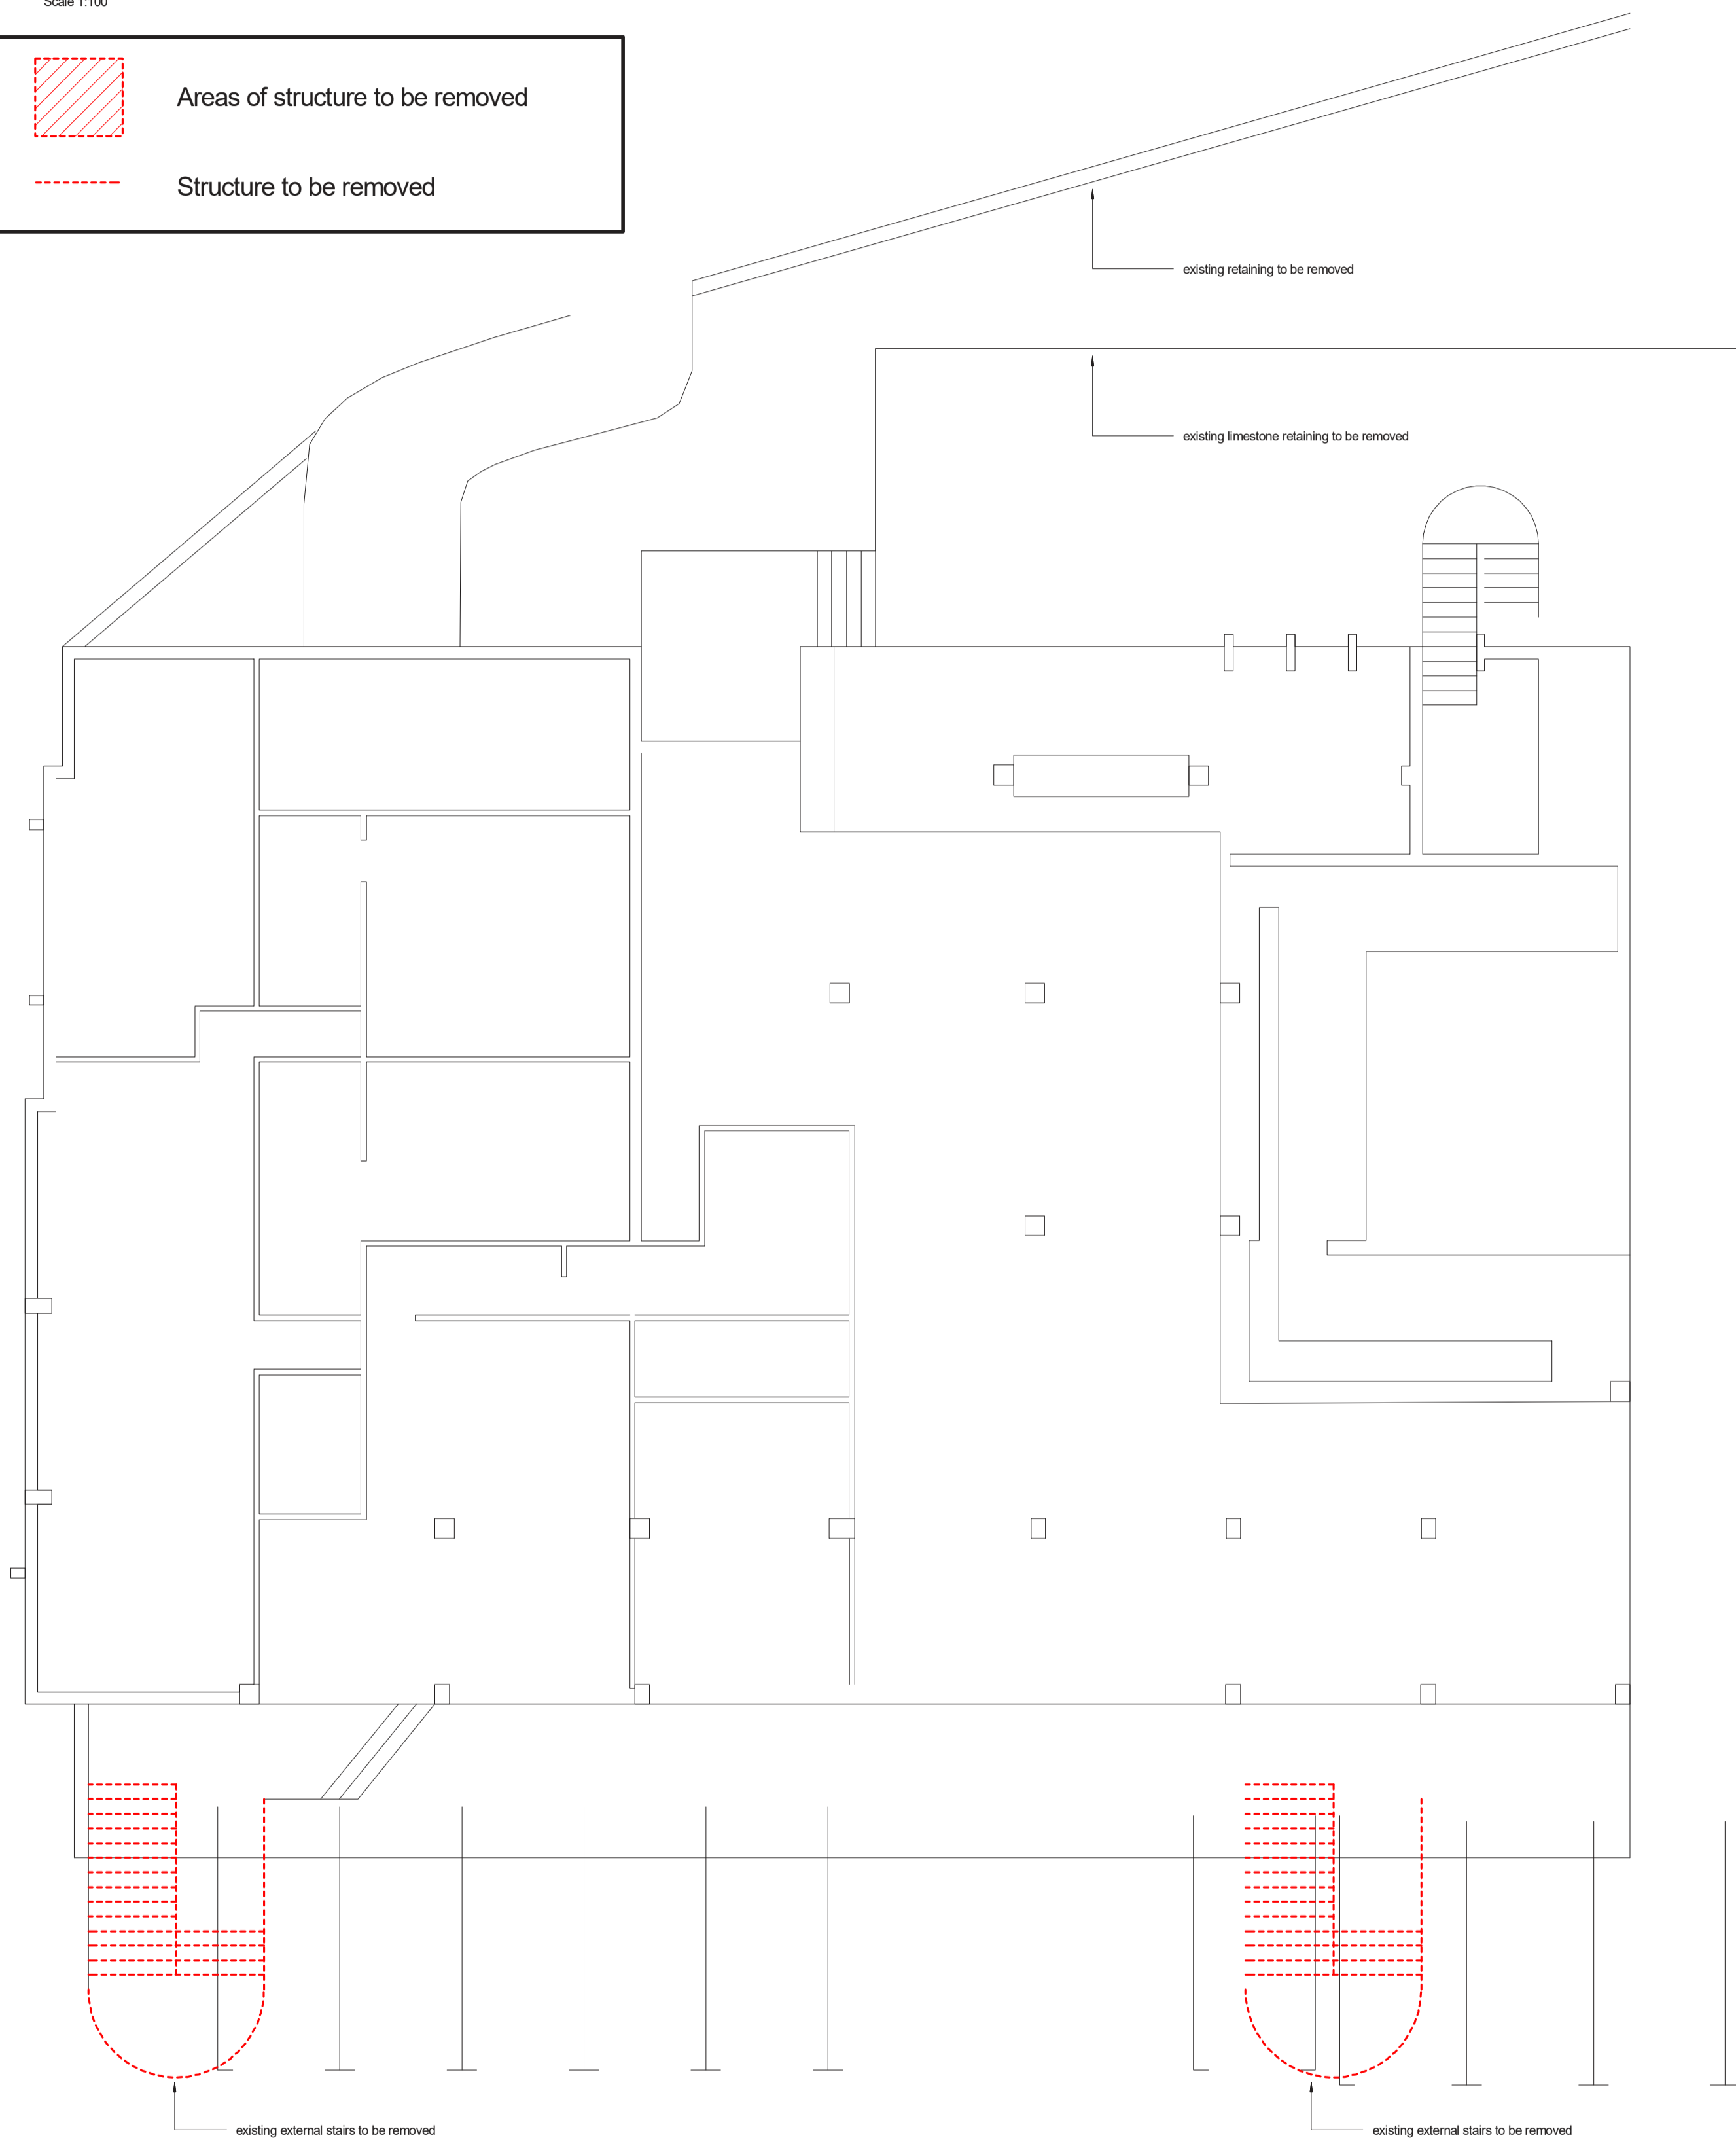 Scale 1:100
Areas of structure to be removed
Structure to be removed
existing retaining to be removed
existing limestone retaining to be removed
existing external stairs to be removed
existing external stairs to be removed